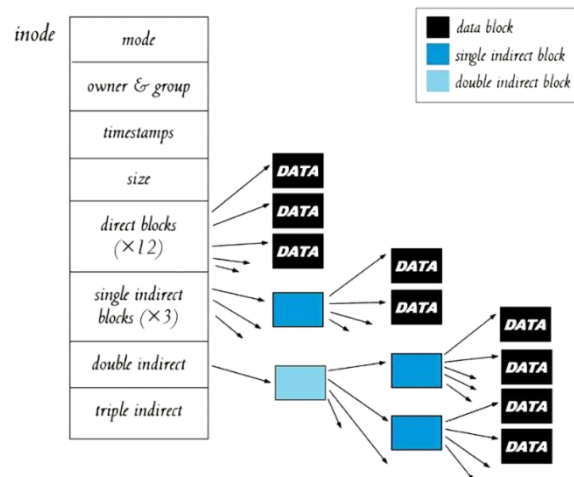 inode
mode
owner & group
timestamps
size
direct blocks
(×12)
single indirect
blocks (×3)
double indirect
triple indirect
data block
single indirect block
double indirect block
DATA
DATA
DATA
DATA
DATA
DATA
DATA
DATA
DATA